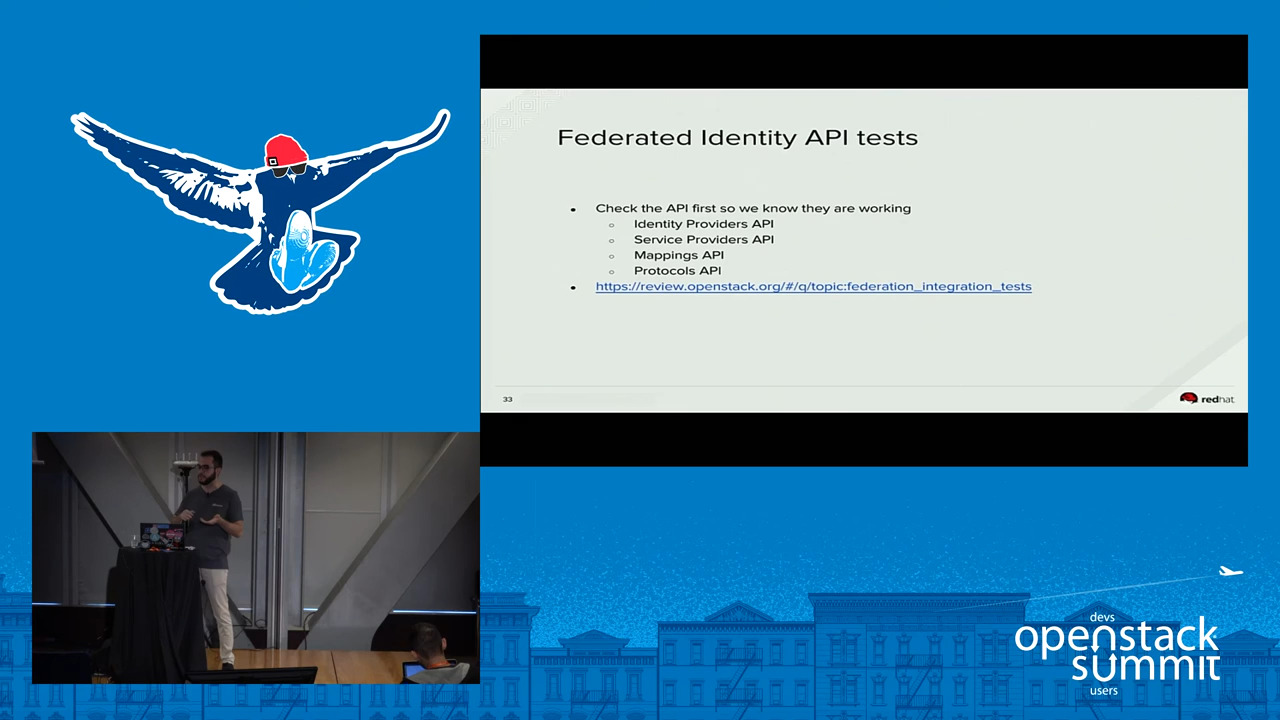 Federated Identity API tests
Check the API first so we know they are working
Identity Providers API
Service Providers API
Mappings API
Protocols API
https://review.openstack.org/#/q/topic:federation_integration_tests
33
redhat
devs
openstack
summit
users